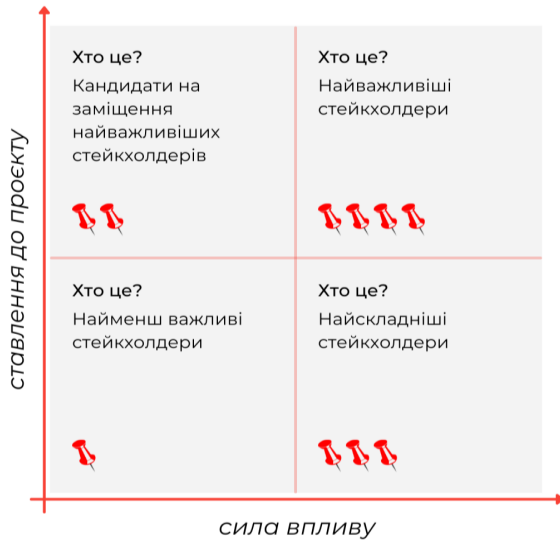 Хто це?
Кандидати на
заміщення
найважливіших
стейкхолдерів
Хто це?
Найважливіші
стейкхолдери
Хто це?
Найменш важливі
стейкхолдери
Хто це?
Найскладніші
стейкхолдери
ставлення до проєкту
сила впливу